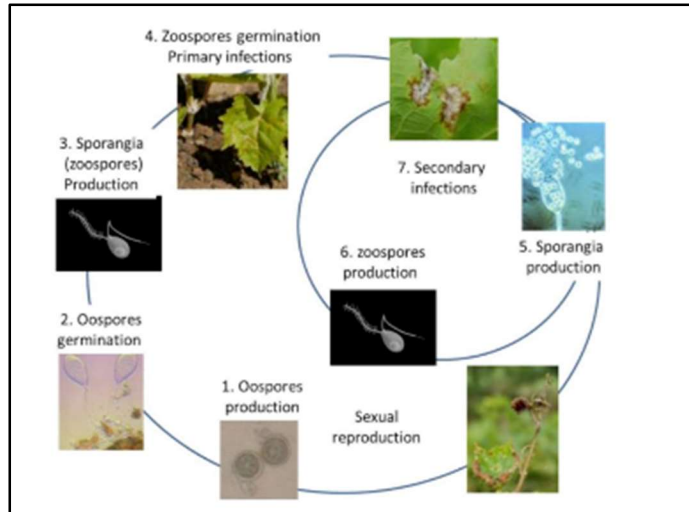 4. Zoospores germination
Primary infections
3. Sporangia
(zoospores)
Production
7. Secondary
infections
5. Sporangia
production
6. zoospores
production
2. Oospores
germination
1. Oospores
production
Sexual
reproduction